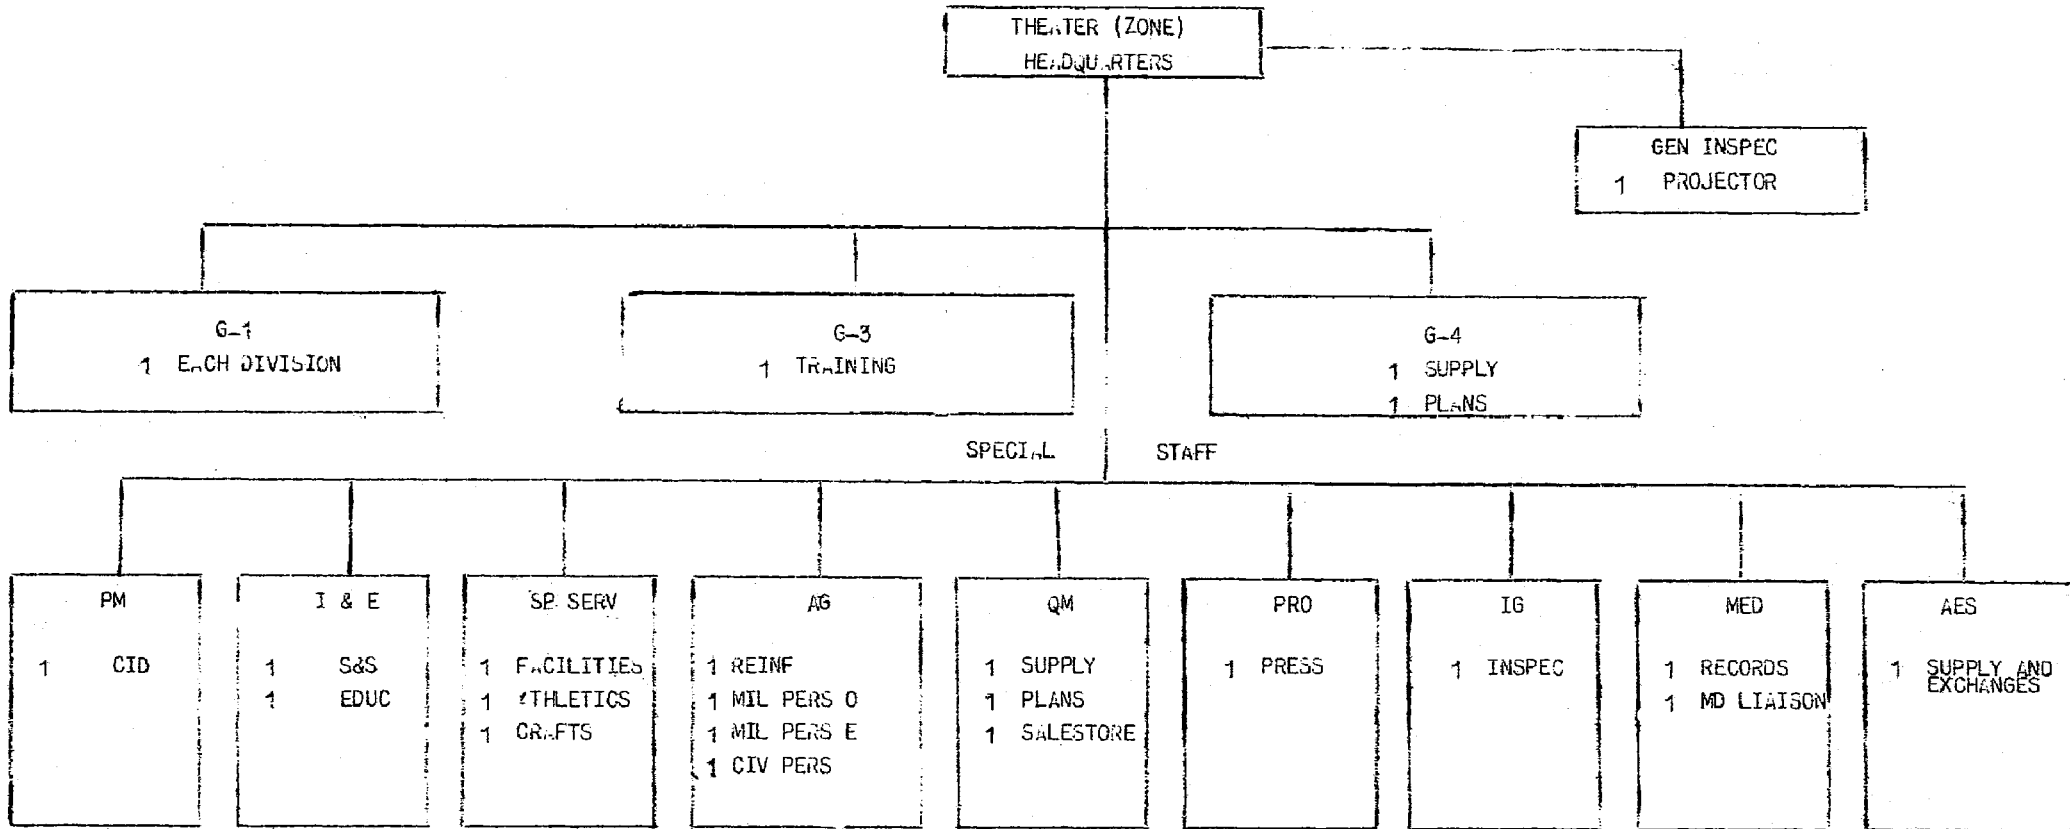 THEATER (ZONE)
HEADQUARTERS
GEN INSPEC
1 PROJECTOR
G-1
1 EACH DIVISION
G-3
1 TRAINING
G-4
1 SUPPLY
1 PLANS
SPECIAL STAFF
PM
1 CID
I & E
1 S&S
1 EDUC
SP SERV
1 FACILITIES
1 ATHLETICS
1 CRAFTS
AG
1 REINF
1 MIL PERS O
1 MIL PERS E
1 CIV PERS
QM
1 SUPPLY
1 PLANS
1 SALESTORE
PRO
1 PRESS
IG
1 INSPEC
MED
1 RECORDS
1 MD LIAISON
AES
1 SUPPLY AND
EXCHANGES